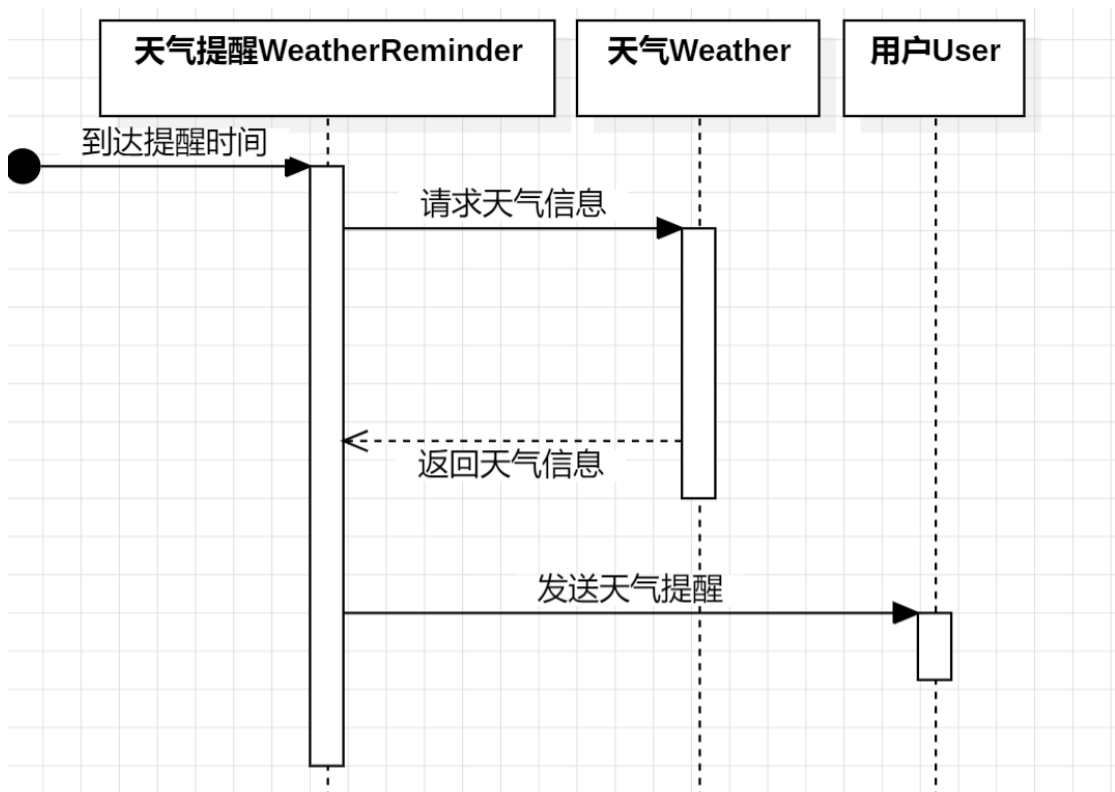 天气提醒WeatherReminder
天气Weather
用户User
到达提醒时间
请求天气信息
返回天气信息
发送天气提醒